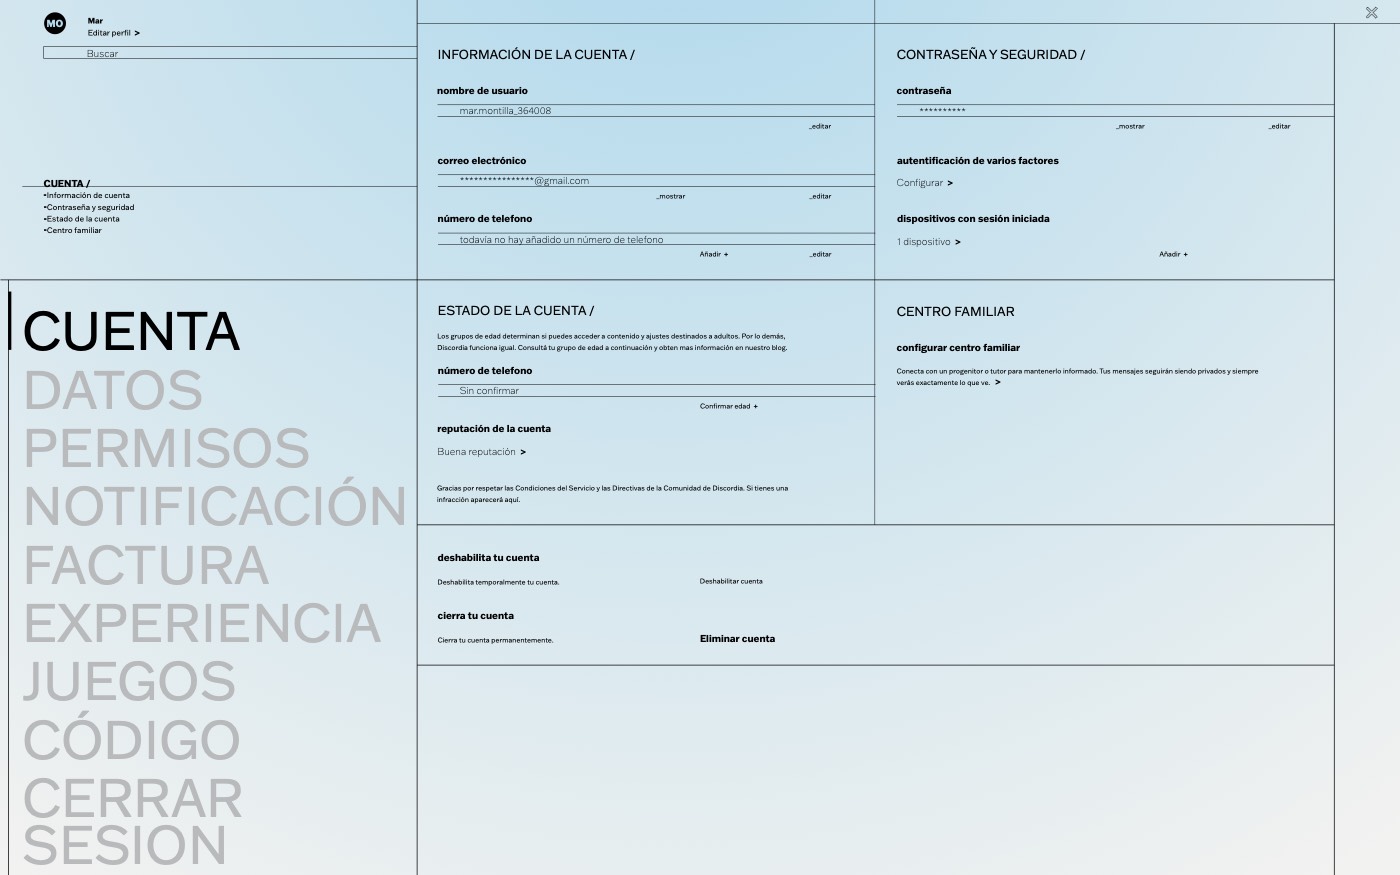 MO
Mar
Editar perfil >
Buscar
CUENTA /
•Información de cuenta
•Contraseña y seguridad
•Estado de la cuenta
•Centro familiar
CUENTA
DATOS
PERMISOS
NOTIFICACIÓN
FACTURA
EXPERIENCIA
JUEGOS
CÓDIGO
CERRAR
SESION
INFORMACIÓN DE LA CUENTA /
nombre de usuario
mar.montilla_364008
_editar
correo electrónico
****************@gmail.com
_mostrar
_editar
número de telefono
todavía no hay añadido un número de telefono
Añadir +
_editar
CONTRASEÑA Y SEGURIDAD /
contraseña
**********
_mostrar
_editar
autentificación de varios factores
Configurar >
dispositivos con sesión iniciada
1 dispositivo >
Añadir +
ESTADO DE LA CUENTA /
Los grupos de edad determinan si puedes acceder a contenido y ajustes destinados a adultos. Por lo demás,
Discordia funciona igual. Consultá tu grupo de edad a continuación y obten mas información en nuestro blog.
número de telefono
Sin confirmar
Confirmar edad +
reputación de la cuenta
Buena reputación >
Gracias por respetar las Condiciones del Servicio y las Directivas de la Comunidad de Discordia. Si tienes una
infracción aparecerá aquí.
CENTRO FAMILIAR
configurar centro familiar
Conecta con un progenitor o tutor para mantenerlo informado. Tus mensajes seguirán siendo privados y siempre
verás exactamente lo que ve. >
deshabilita tu cuenta
Deshabilita temporalmente tu cuenta.
Deshabilitar cuenta
cierra tu cuenta
Cierra tu cuenta permanentemente.
Eliminar cuenta